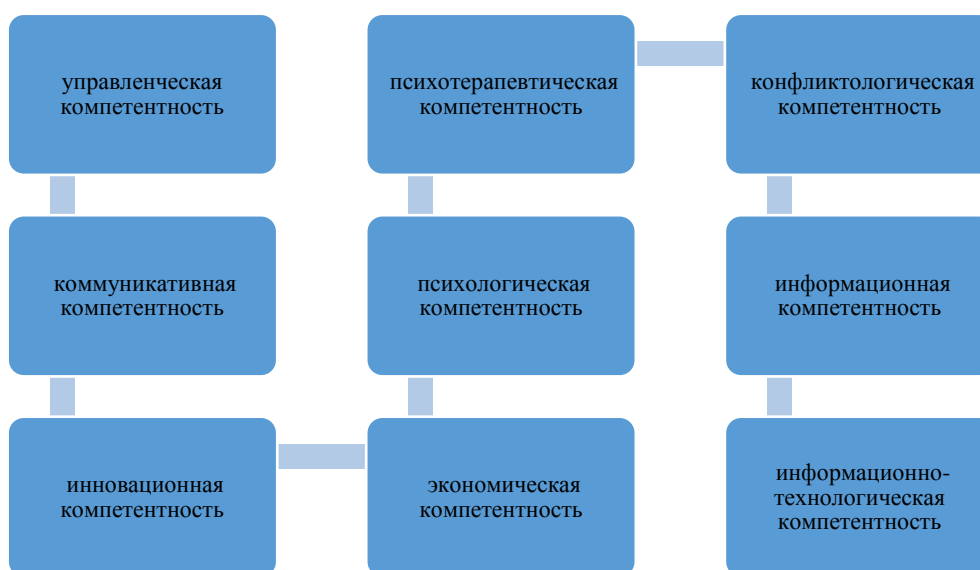 управленческая
компетентность
коммуникативная
компетентность
инновационная
компетентность
экономическая
компетентность
психологическая
компетентность
психотерапевтическая
компетентность
конфликтологическая
компетентность
информационная
компетентность
информационно-
технологическая
компетентность